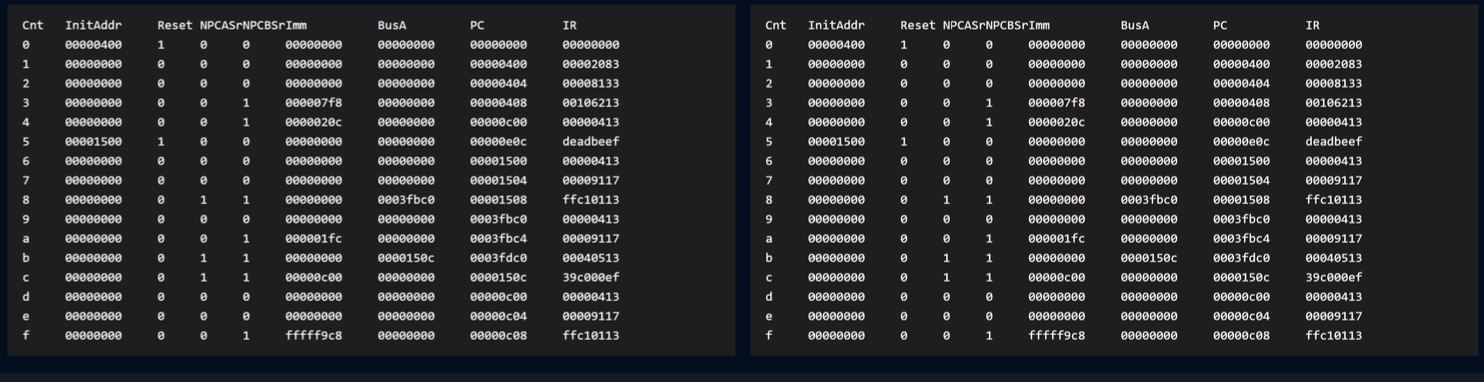 Cnt InitAddr Reset NPCASrNPCBSrImm BusA PC IR
0 00000400 1 0 0 00000000 00000000 00000000 00000000
1 00000000 0 0 0 00000000 00000000 00000400 00002083
2 00000000 0 0 0 00000000 00000000 00000404 00008133
3 00000000 0 0 1 000007f8 00000000 00000408 00106213
4 00000000 0 0 1 0000020c 00000000 00000c00 00000413
5 00001500 1 0 0 00000000 00000000 00000e0c deadbeef
6 00000000 0 0 0 00000000 00000000 00001500 00000413
7 00000000 0 0 0 00000000 00000000 00001504 00009117
8 00000000 0 1 1 00000000 0003fbc0 00001508 ffc10113
9 00000000 0 0 0 00000000 00000000 0003fbc0 00000413
a 00000000 0 0 1 000001fc 00000000 0003fbc4 00009117
b 00000000 0 1 1 00000000 0000150c 0003fdc0 00040513
c 00000000 0 1 1 00000c00 00000000 0000150c 39c000ef
d 00000000 0 0 0 00000000 00000000 00000c00 00000413
e 00000000 0 0 0 00000000 00000000 00000c04 00009117
f 00000000 0 0 1 fffff9c8 00000000 00000c08 ffc10113
Cnt InitAddr Reset NPCASrNPCBSrImm BusA PC IR
0 00000400 1 0 0 00000000 00000000 00000000 00000000
1 00000000 0 0 0 00000000 00000000 00000400 00002083
2 00000000 0 0 0 00000000 00000000 00000404 00008133
3 00000000 0 0 1 000007f8 00000000 00000408 00106213
4 00000000 0 0 1 0000020c 00000000 00000c00 00000413
5 00001500 1 0 0 00000000 00000000 00000e0c deadbeef
6 00000000 0 0 0 00000000 00000000 00001500 00000413
7 00000000 0 0 0 00000000 00000000 00001504 00009117
8 00000000 0 1 1 00000000 0003fbc0 00001508 ffc10113
9 00000000 0 0 0 00000000 00000000 0003fbc0 00000413
a 00000000 0 0 1 000001fc 00000000 0003fbc4 00009117
b 00000000 0 1 1 00000000 0000150c 0003fdc0 00040513
c 00000000 0 1 1 00000c00 00000000 0000150c 39c000ef
d 00000000 0 0 0 00000000 00000000 00000c00 00000413
e 00000000 0 0 0 00000000 00000000 00000c04 00009117
f 00000000 0 0 1 fffff9c8 00000000 00000c08 ffc10113